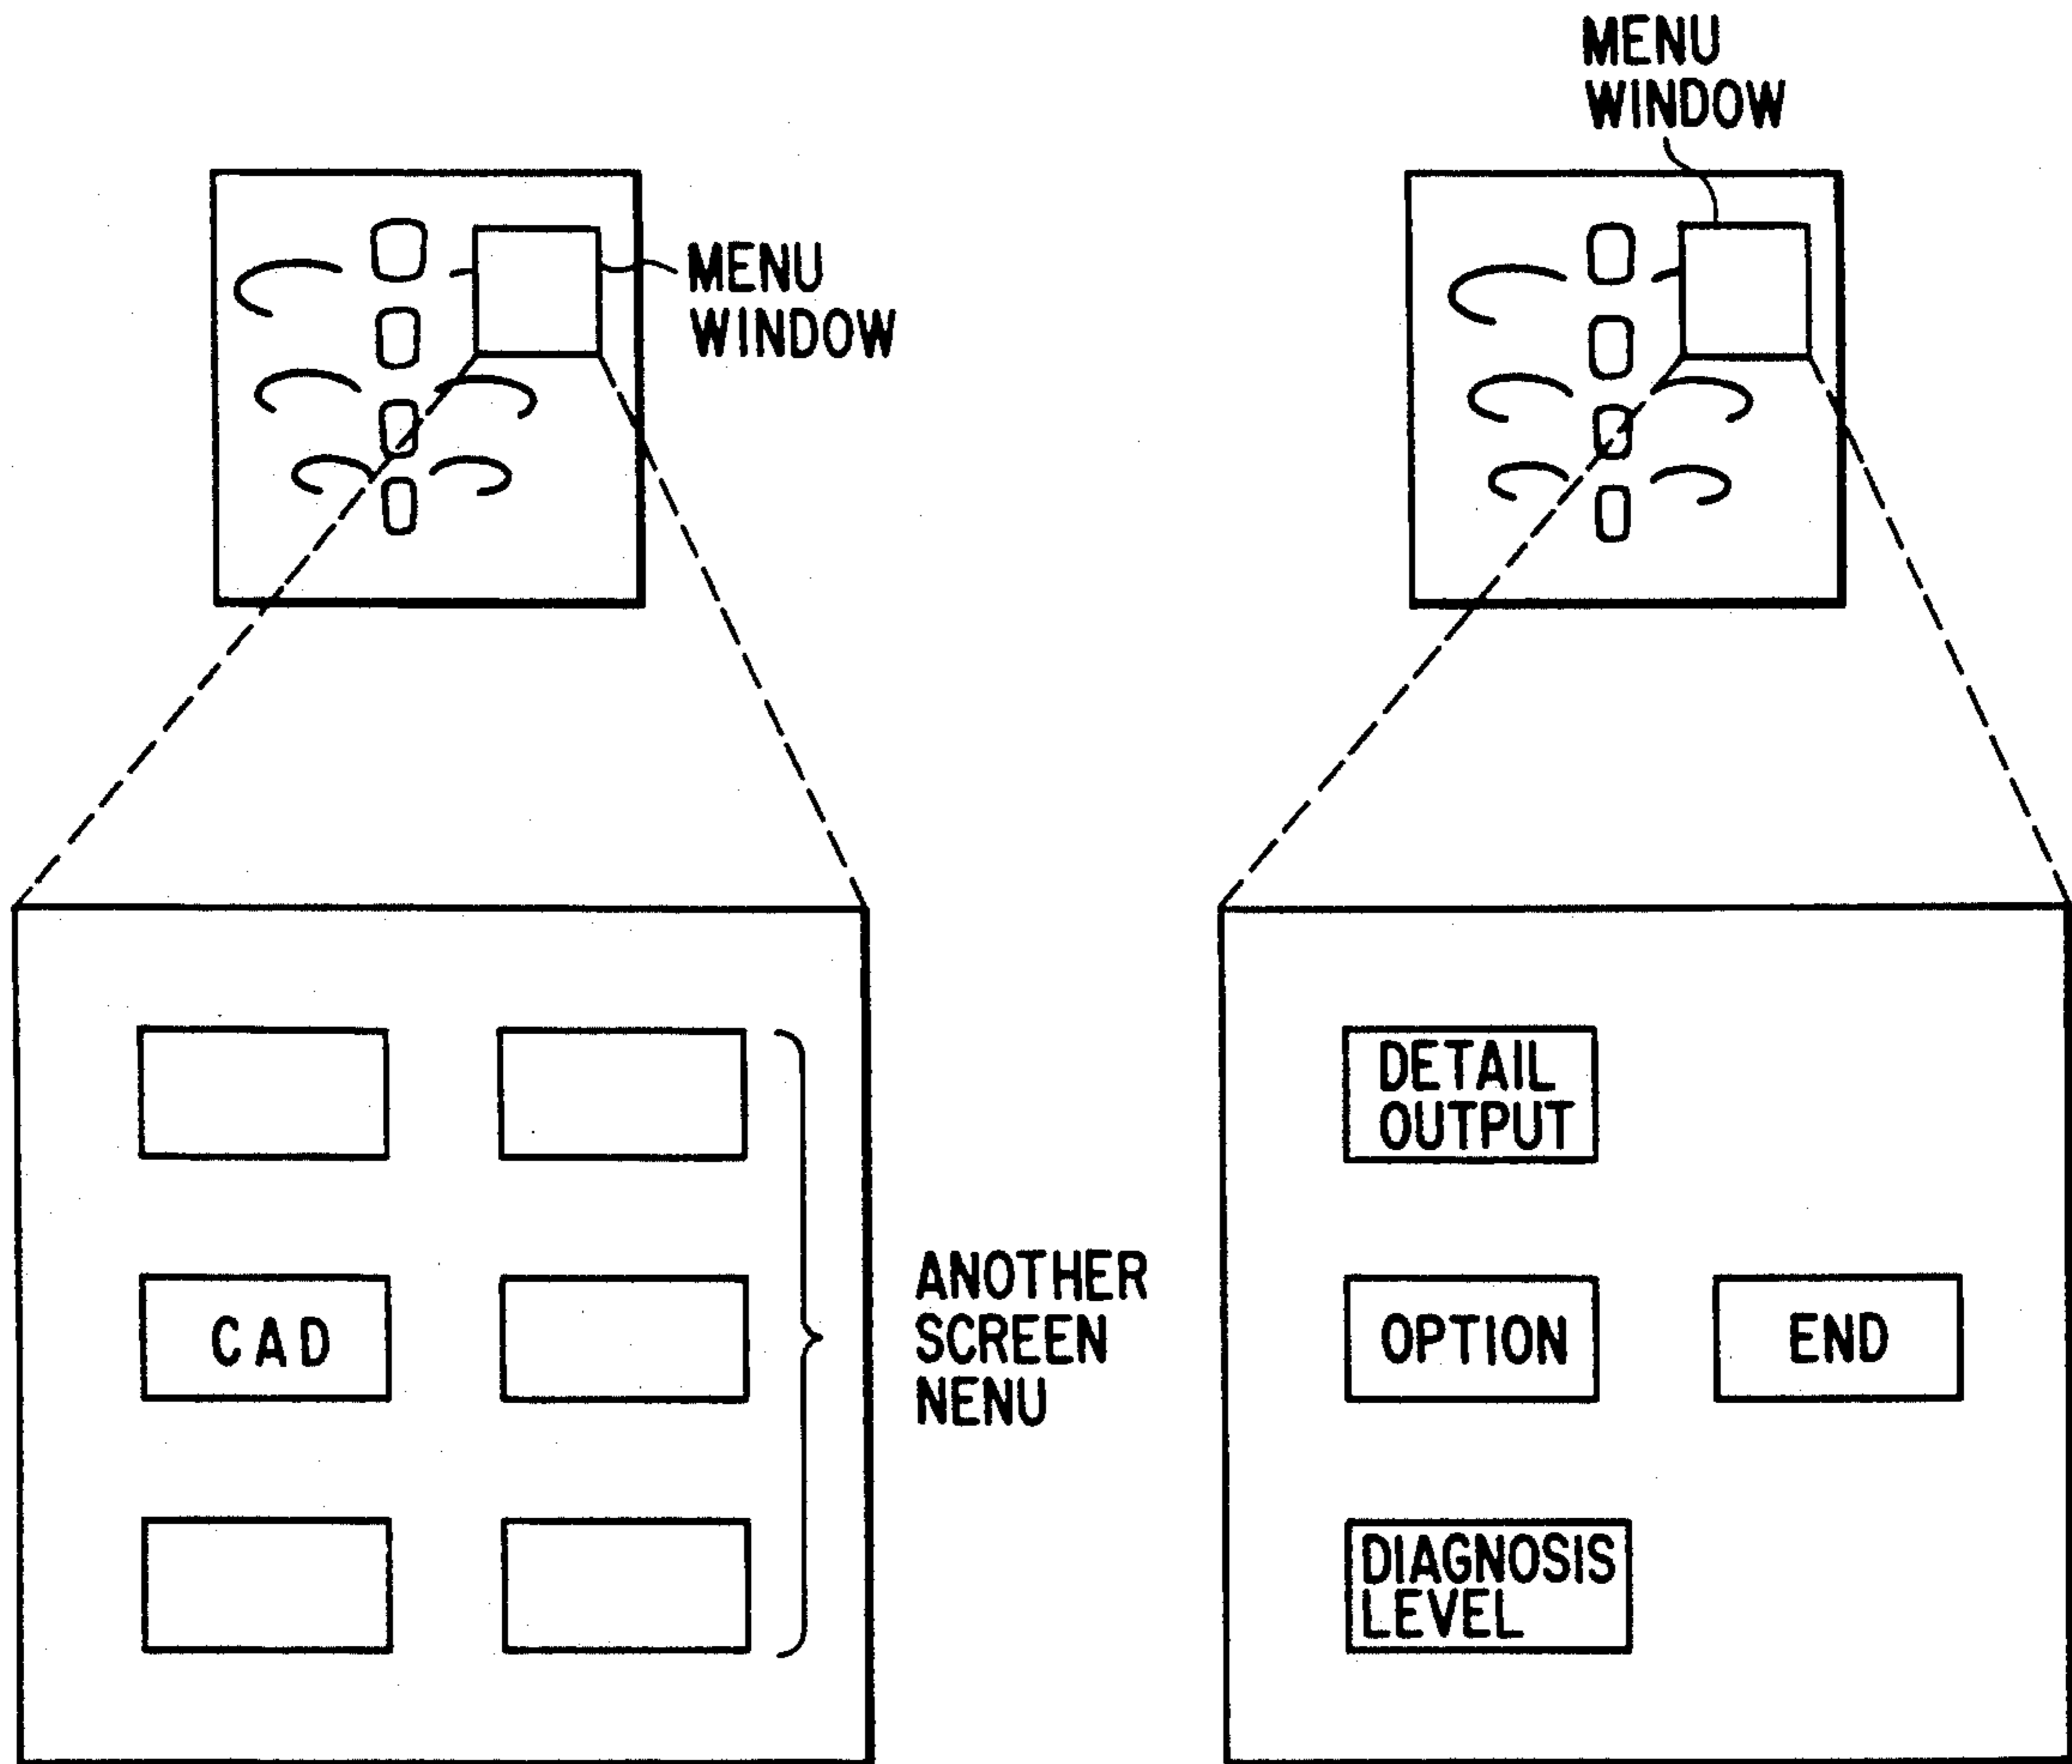 MENU
WINDOW
MENU
WINDOW
CAD
ANOTHER
SCREEN
NENU
DETAIL
OUTPUT
OPTION
END
DIAGNOSIS
LEVEL